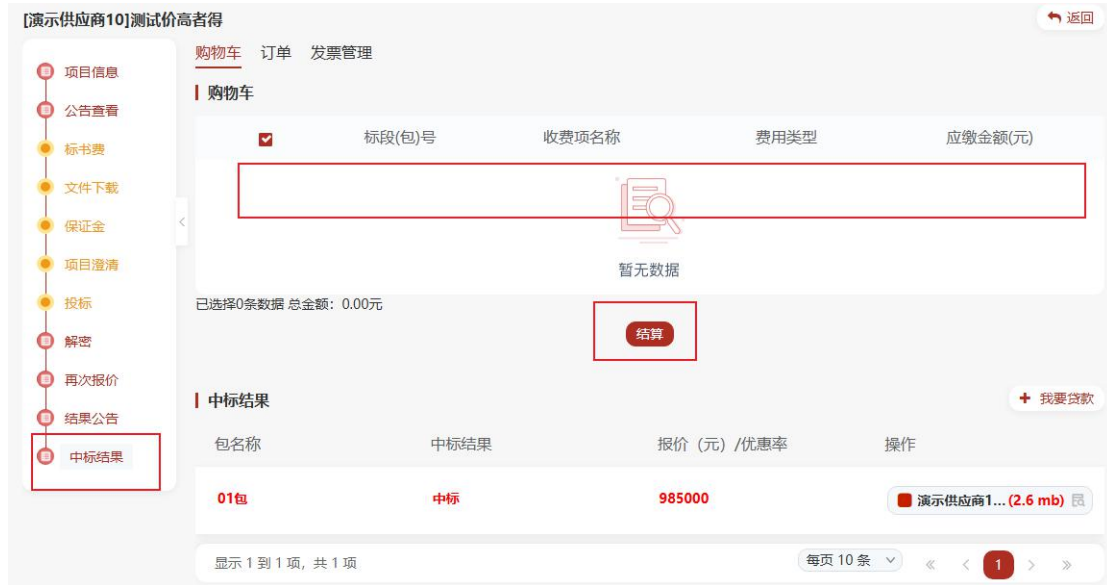 [演示供应商10]测试价高者得
返回
项目信息
公告查看
标书费
文件下载
保证金
项目澄清
投标
解密
再次报价
结果公告
中标结果
购物车 订单 发票管理
购物车
标段(包)号 收费项名称 费用类型 应缴金额(元)
暂无数据
已选择0条数据 总金额：0.00元
结算
中标结果
+ 我要贷款
包名称 中标结果 报价（元）/优惠率 操作
01包 中标 985000 演示供应商1... (2.6 mb)
显示 1 到 1 项，共 1 项 每页 10 条 « < 1 > »